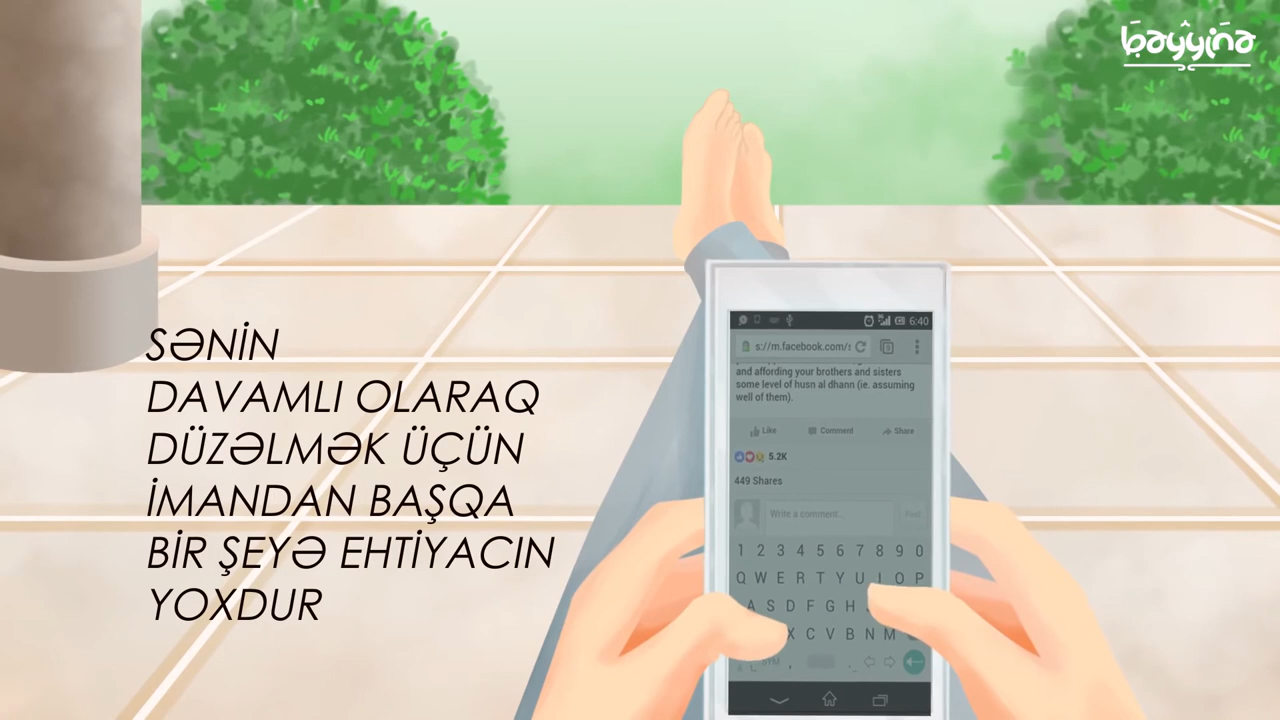 bayyina
SƏNİN
DAVAMLI OLARAQ
DÜZƏLMƏK ÜÇÜN
İMANDAN BAŞQA
BİR ŞEYƏ EHTİYACIN
YOXDUR
6:40
s://m.facebook.com/s
and affording your brothers and sisters
some level of husn al dhann (ie. assuming
well of them).
Like Comment Share
5.2K
449 Shares
Write a comment... Post
1 2 3 4 5 6 7 8 9 0
Q W E R T Y U I O P
A S D F G H
X C V B N M
SYM